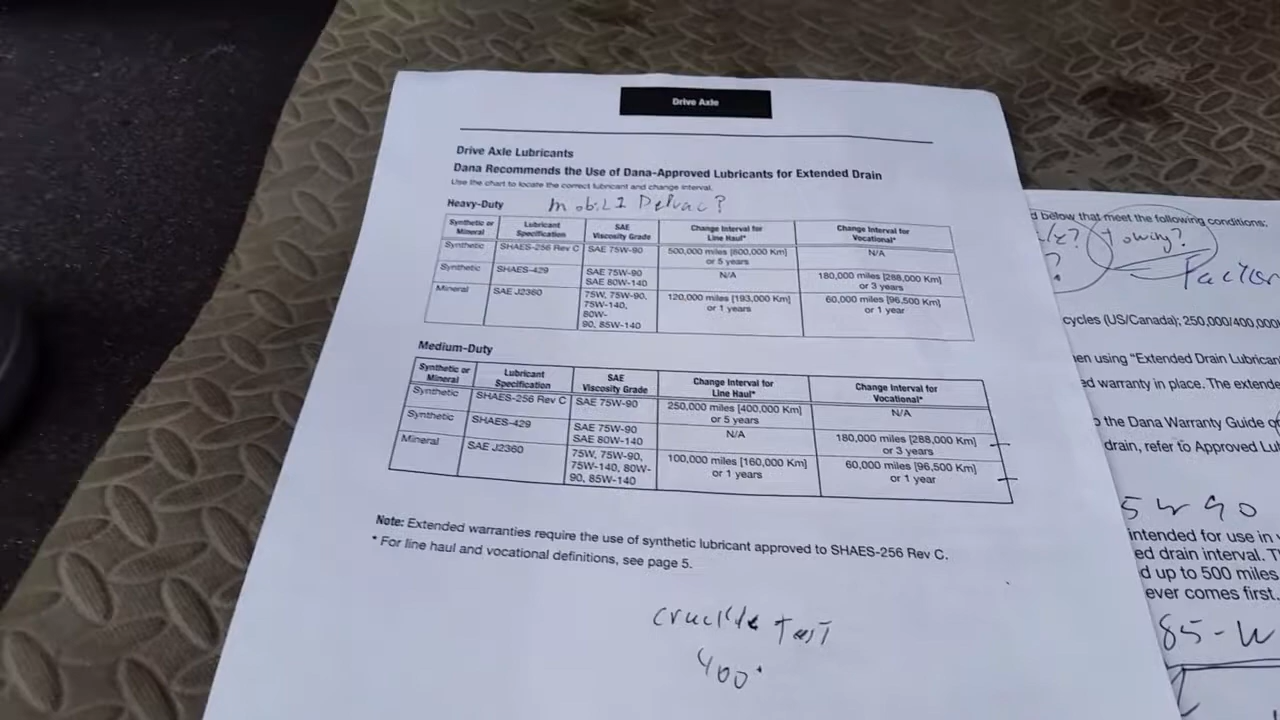 Drive Axle
Drive Axle Lubricants
Dana Recommends the Use of Dana-Approved Lubricants for Extended Drain
Use the chart to locate the correct lubricant and change interval.
Mobil 1 Delvac?
Heavy-Duty
Synthetic or Mineral Lubricant Specification SAE Viscosity Grade Change Interval for Line Haul* Change Interval for Vocational*
Synthetic SHAES-256 Rev C SAE 75W-90 500,000 miles [800,000 Km] or 5 years N/A
Synthetic SHAES-429 SAE 75W-90 SAE 80W-140 N/A 180,000 miles [288,000 Km] or 3 years
Mineral SAE J2360 75W, 75W-90, 75W-140, 80W-90, 85W-140 120,000 miles [193,000 Km] or 1 years 60,000 miles [96,500 Km] or 1 year
Medium-Duty
Synthetic or Mineral Lubricant Specification SAE Viscosity Grade Change Interval for Line Haul* Change Interval for Vocational*
Synthetic SHAES-256 Rev C SAE 75W-90 250,000 miles [400,000 Km] or 5 years N/A
Synthetic SHAES-429 SAE 75W-90 SAE 80W-140 N/A 180,000 miles [288,000 Km] or 3 years
Mineral SAE J2360 75W, 75W-90, 75W-140, 80W-90, 85W-140 100,000 miles [160,000 Km] or 1 years 60,000 miles [96,500 Km] or 1 year
Note: Extended warranties require the use of synthetic lubricant approved to SHAES-256 Rev C.
* For line haul and vocational definitions, see page 5.
Crackle test
400°
d below that meet the following conditions:
towing?
Factor
cycles (US/Canada); 250,000/400,000
en using "Extended Drain Lubrican
ed warranty in place. The extende
o the Dana Warranty Guide of
drain, refer to Approved Lu
5W90
intended for use in
ed drain interval. T
d up to 500 miles
ever comes first.
85-W